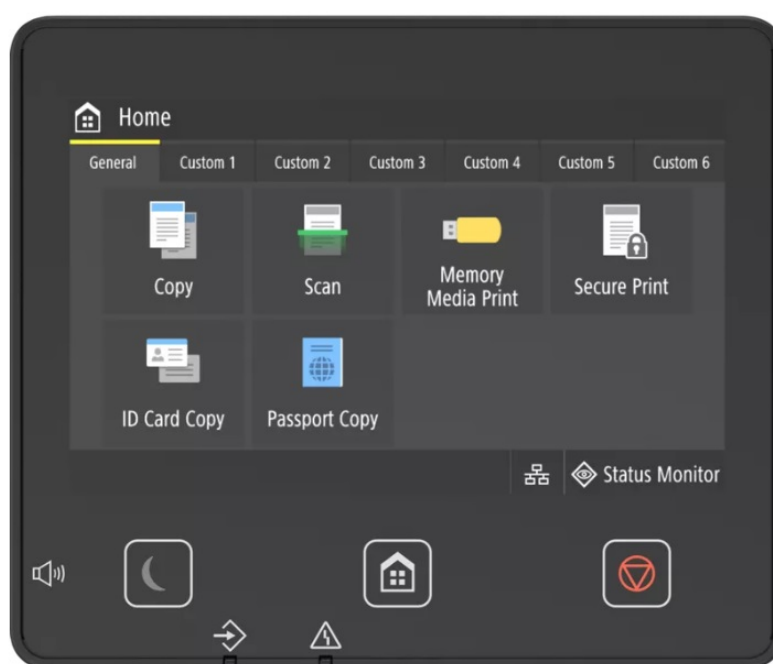 Home
General Custom 1 Custom 2 Custom 3 Custom 4 Custom 5 Custom 6
Copy Scan Memory Media Print Secure Print
ID Card Copy Passport Copy
Status Monitor